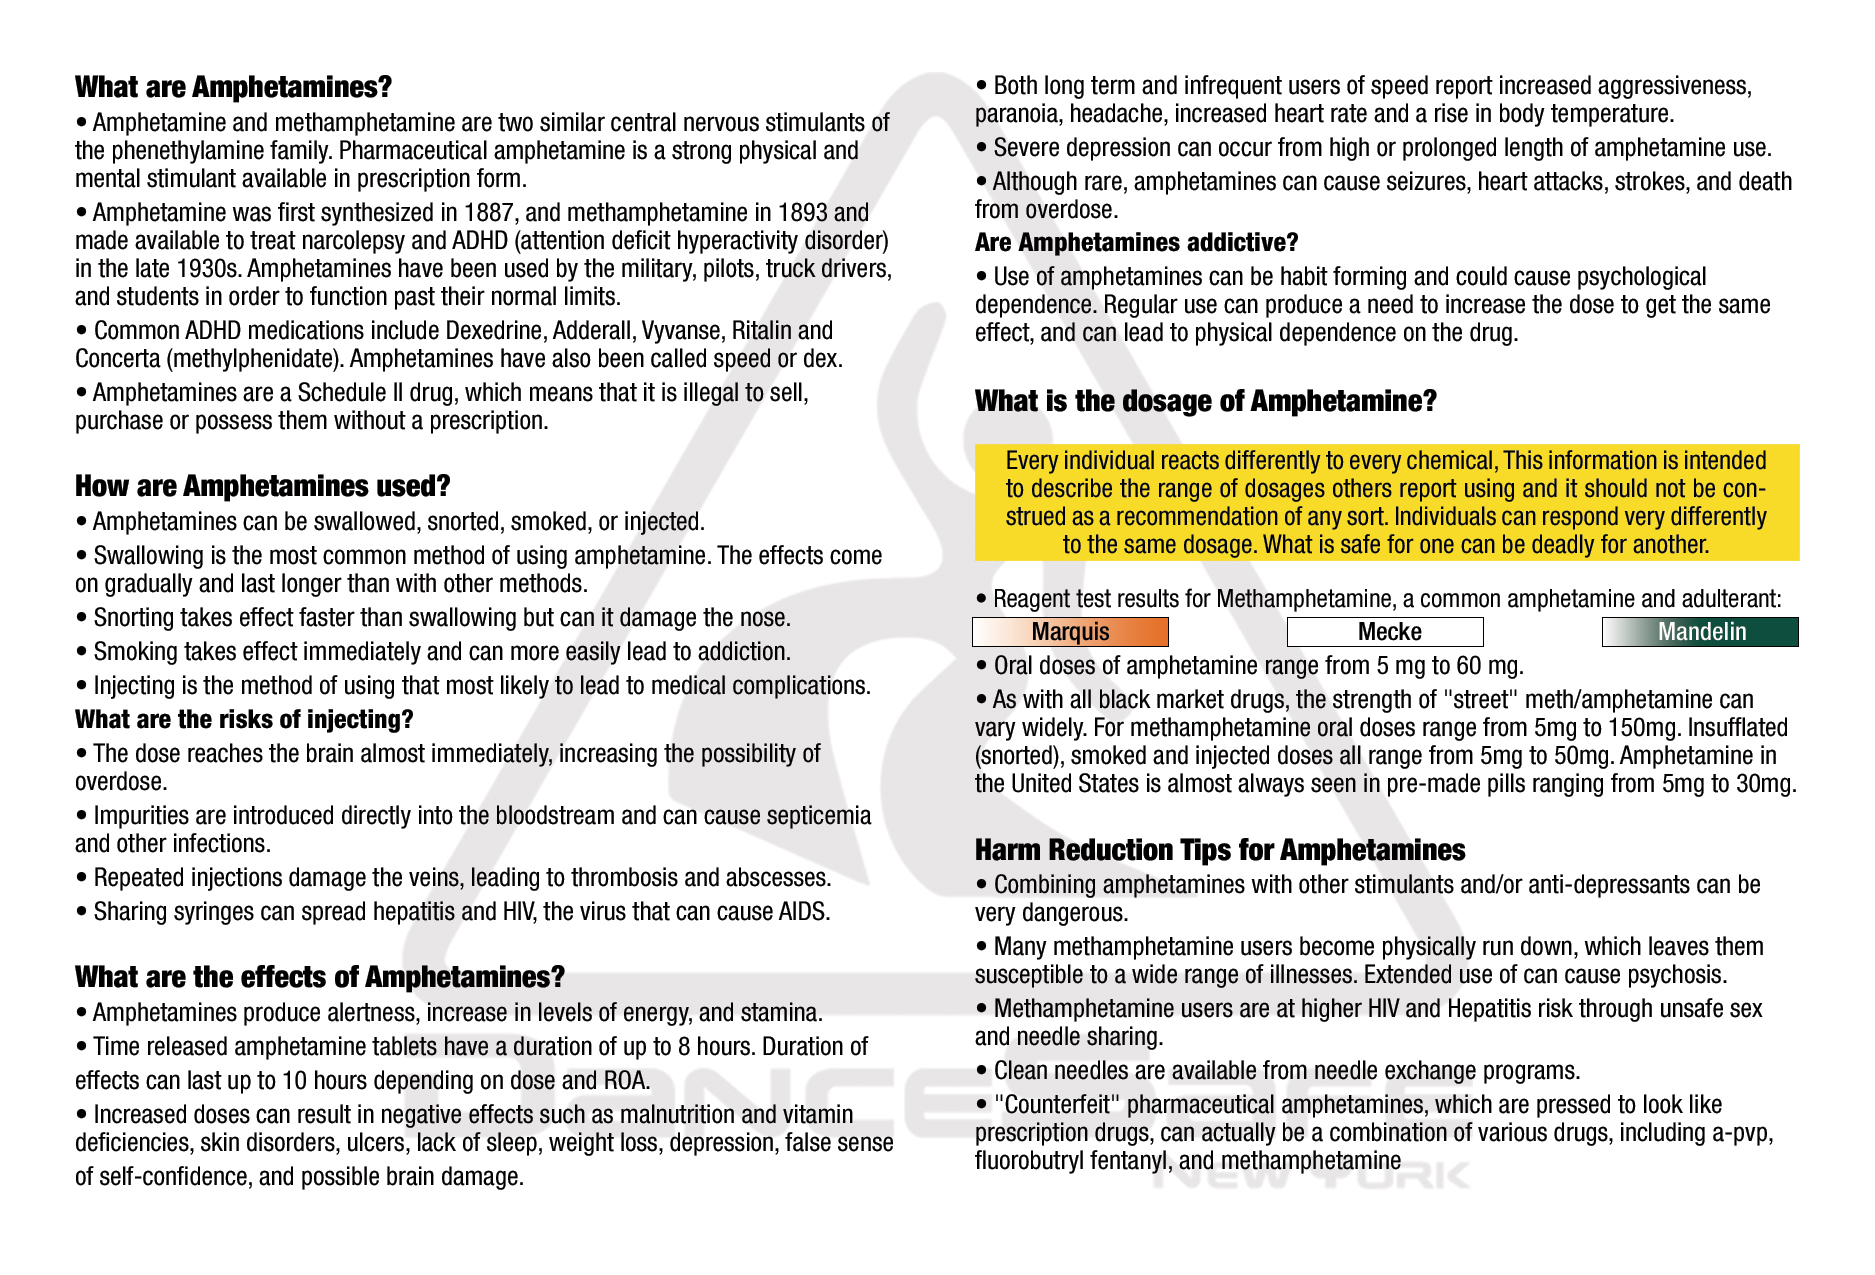 What are Amphetamines?
• Amphetamine and methamphetamine are two similar central nervous stimulants of
the phenethylamine family. Pharmaceutical amphetamine is a strong physical and
mental stimulant available in prescription form.
• Amphetamine was first synthesized in 1887, and methamphetamine in 1893 and
made available to treat narcolepsy and ADHD (attention deficit hyperactivity disorder)
in the late 1930s. Amphetamines have been used by the military, pilots, truck drivers,
and students in order to function past their normal limits.
• Common ADHD medications include Dexedrine, Adderall, Vyvanse, Ritalin and
Concerta (methylphenidate). Amphetamines have also been called speed or dex.
• Amphetamines are a Schedule II drug, which means that it is illegal to sell,
purchase or possess them without a prescription.
How are Amphetamines used?
• Amphetamines can be swallowed, snorted, smoked, or injected.
• Swallowing is the most common method of using amphetamine. The effects come
on gradually and last longer than with other methods.
• Snorting takes effect faster than swallowing but can it damage the nose.
• Smoking takes effect immediately and can more easily lead to addiction.
• Injecting is the method of using that most likely to lead to medical complications.
What are the risks of injecting?
• The dose reaches the brain almost immediately, increasing the possibility of
overdose.
• Impurities are introduced directly into the bloodstream and can cause septicemia
and other infections.
• Repeated injections damage the veins, leading to thrombosis and abscesses.
• Sharing syringes can spread hepatitis and HIV, the virus that can cause AIDS.
What are the effects of Amphetamines?
• Amphetamines produce alertness, increase in levels of energy, and stamina.
• Time released amphetamine tablets have a duration of up to 8 hours. Duration of
effects can last up to 10 hours depending on dose and ROA.
• Increased doses can result in negative effects such as malnutrition and vitamin
deficiencies, skin disorders, ulcers, lack of sleep, weight loss, depression, false sense
of self-confidence, and possible brain damage.
• Both long term and infrequent users of speed report increased aggressiveness,
paranoia, headache, increased heart rate and a rise in body temperature.
• Severe depression can occur from high or prolonged length of amphetamine use.
• Although rare, amphetamines can cause seizures, heart attacks, strokes, and death
from overdose.
Are Amphetamines addictive?
• Use of amphetamines can be habit forming and could cause psychological
dependence. Regular use can produce a need to increase the dose to get the same
effect, and can lead to physical dependence on the drug.
What is the dosage of Amphetamine?
Every individual reacts differently to every chemical, This information is intended
to describe the range of dosages others report using and it should not be con-
strued as a recommendation of any sort. Individuals can respond very differently
to the same dosage. What is safe for one can be deadly for another.
• Reagent test results for Methamphetamine, a common amphetamine and adulterant:
Marquis Mecke Mandelin
• Oral doses of amphetamine range from 5 mg to 60 mg.
• As with all black market drugs, the strength of "street" meth/amphetamine can
vary widely. For methamphetamine oral doses range from 5mg to 150mg. Insufflated
(snorted), smoked and injected doses all range from 5mg to 50mg. Amphetamine in
the United States is almost always seen in pre-made pills ranging from 5mg to 30mg.
Harm Reduction Tips for Amphetamines
• Combining amphetamines with other stimulants and/or anti-depressants can be
very dangerous.
• Many methamphetamine users become physically run down, which leaves them
susceptible to a wide range of illnesses. Extended use of can cause psychosis.
• Methamphetamine users are at higher HIV and Hepatitis risk through unsafe sex
and needle sharing.
• Clean needles are available from needle exchange programs.
• "Counterfeit" pharmaceutical amphetamines, which are pressed to look like
prescription drugs, can actually be a combination of various drugs, including a-pvp,
fluorobutryl fentanyl, and methamphetamine
DANCESAFE
NEW YORK